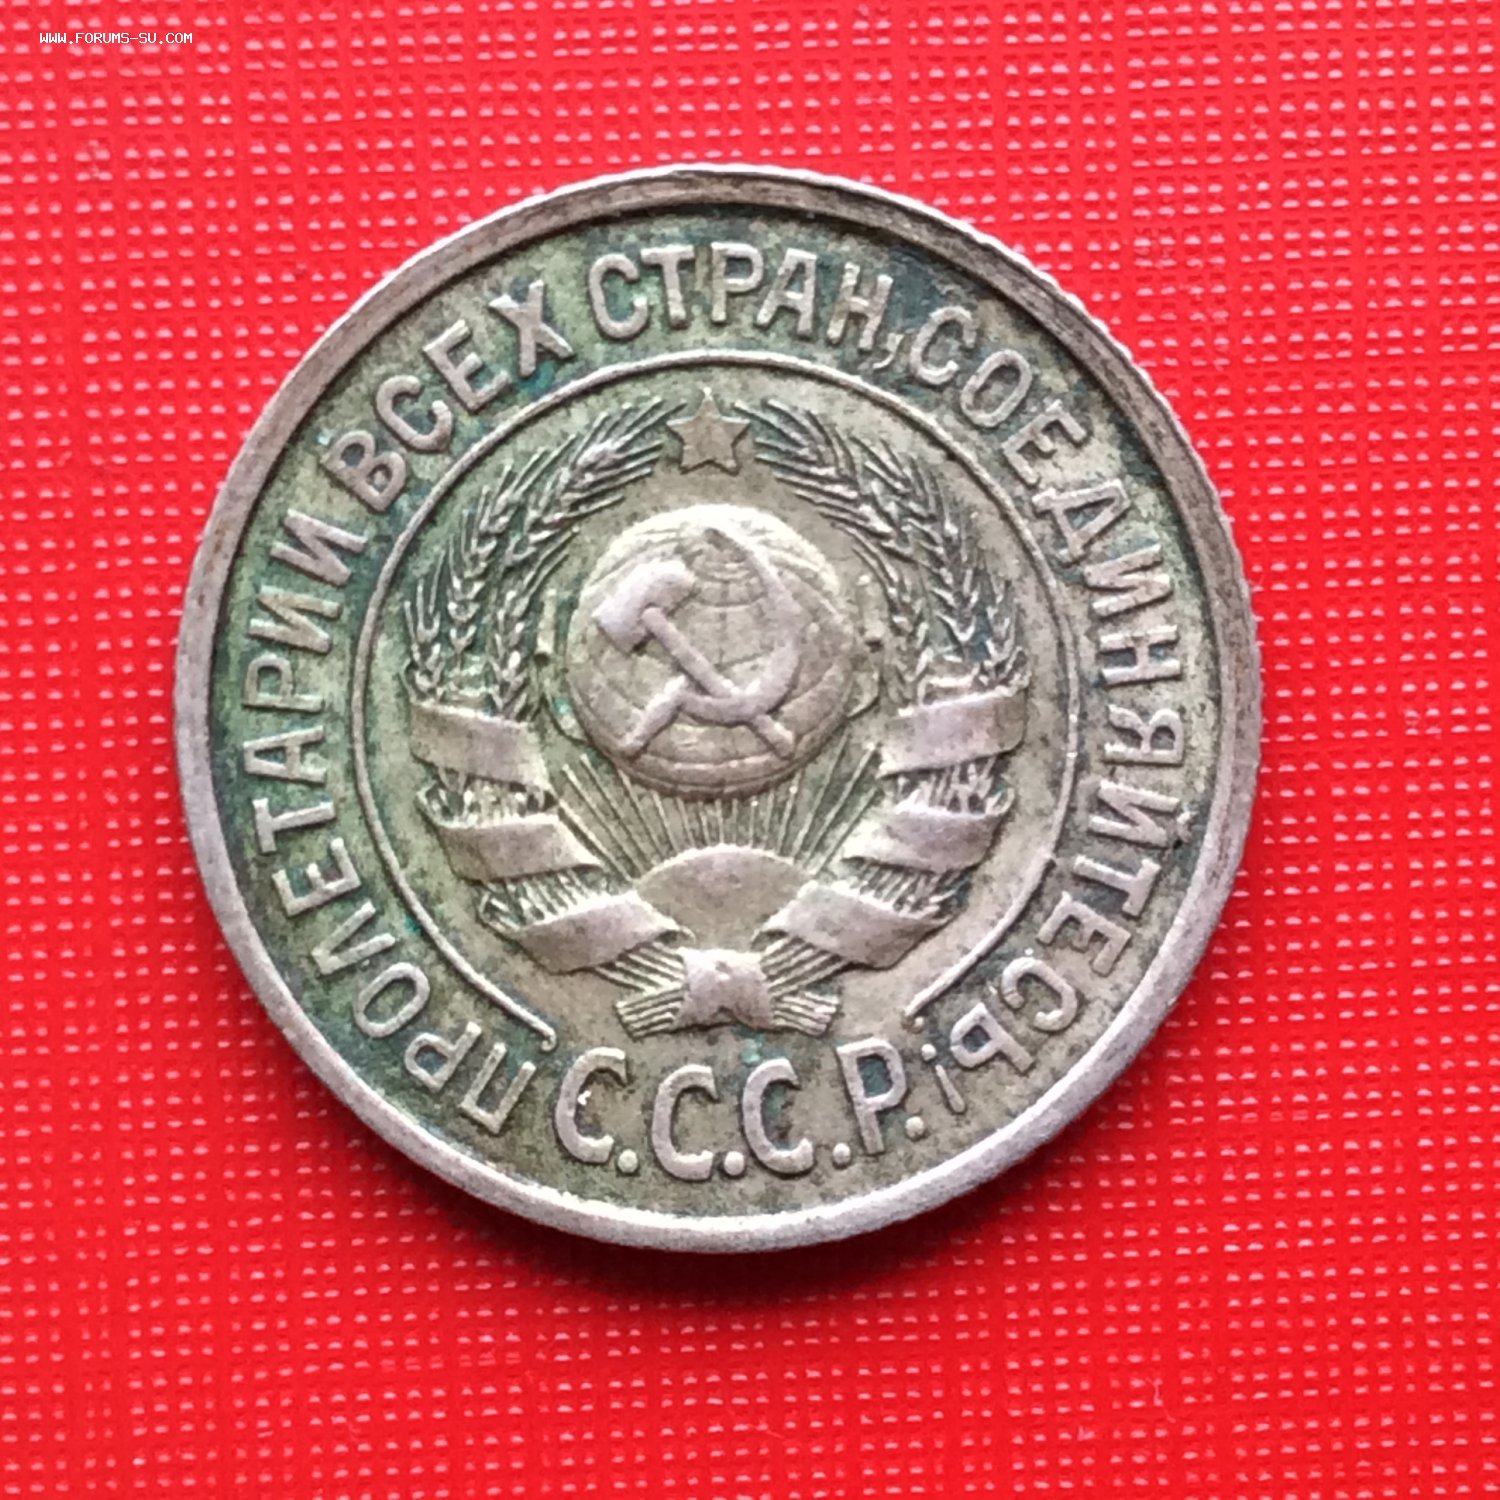 WWW.FORUMS-SU.COM
ПРОЛЕТАРИИ ВСЕХ СТРАН, СОЕДИНЯЙТЕСЬ!
С.С.С.Р.